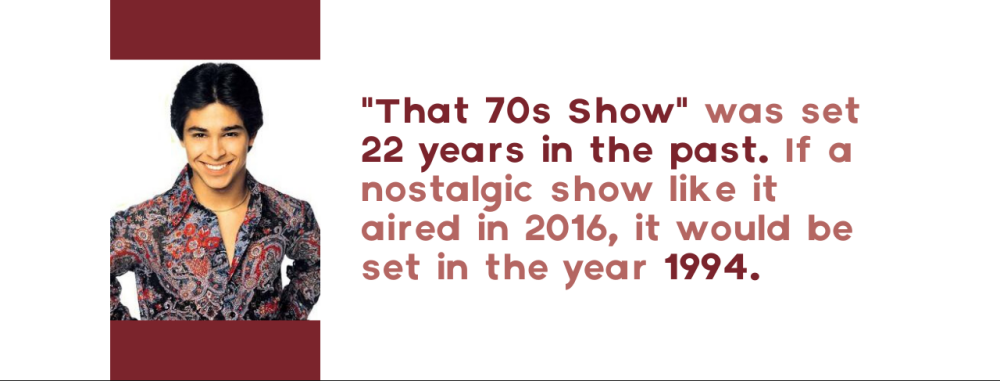 "That 70s Show" was set
22 years in the past. If a
nostalgic show like it
aired in 2016, it would be
set in the year 1994.